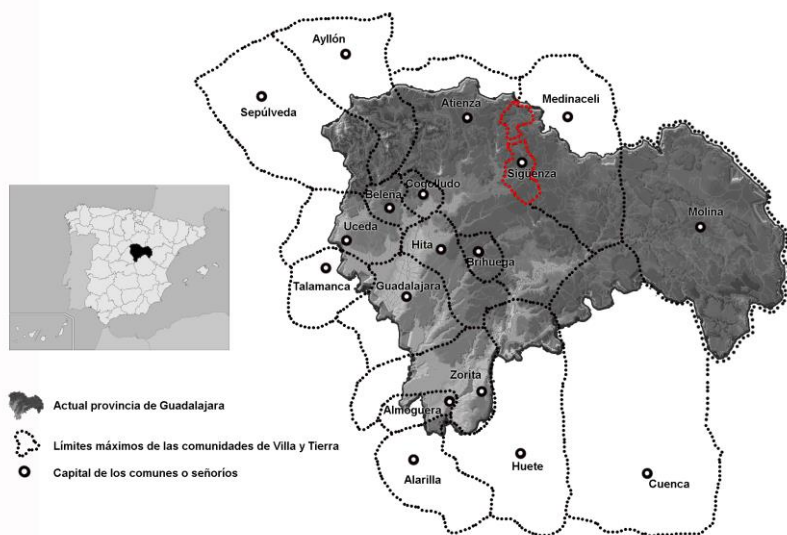 Ayllón
Sepúlveda
Medinaceli
Atienza
Sigüenza
Cogolludo
Beleña
Molina
Uceda
Hita
Brihuega
Talamanca
Guadalajara
Zorita
Almoguera
Alarilla
Huete
Cuenca
Actual provincia de Guadalajara
Límites máximos de las comunidades de Villa y Tierra
Capital de los comunes o señoríos